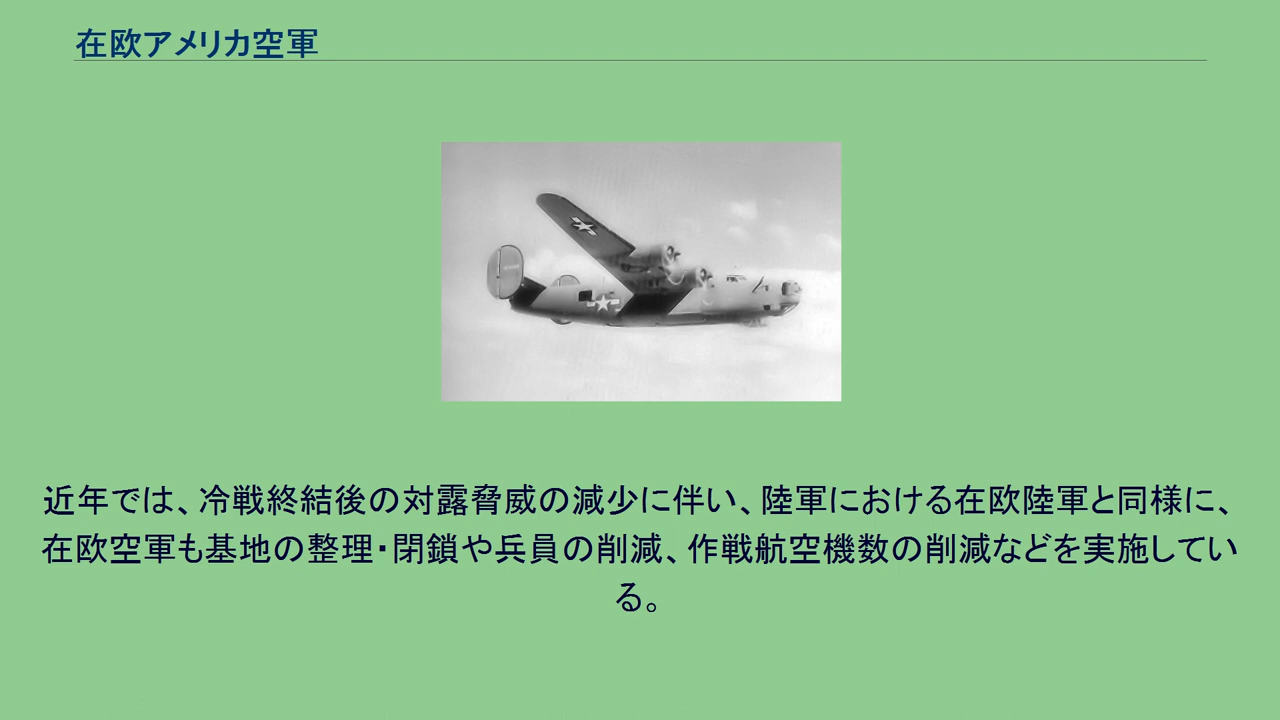 在欧アメリカ空軍
近年では、冷戦終結後の対露脅威の減少に伴い、陸軍における在欧陸軍と同様に、
在欧空軍も基地の整理・閉鎖や兵員の削減、作戦航空機数の削減などを実施してい
る。